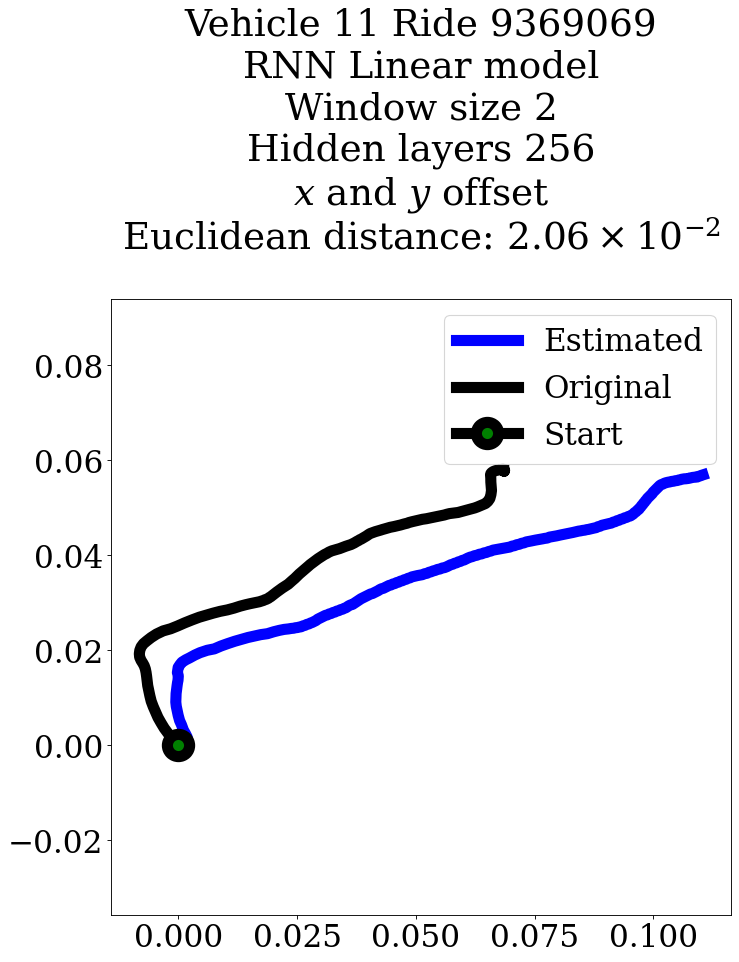 Vehicle 11 Ride 9369069
RNN Linear model
Window size 2
Hidden layers 256
x and y offset
Euclidean distance: 2.06 × 10⁻²
Estimated
Original
Start
0.08
0.06
0.04
0.02
0.00
−0.02
0.000 0.025 0.050 0.075 0.100